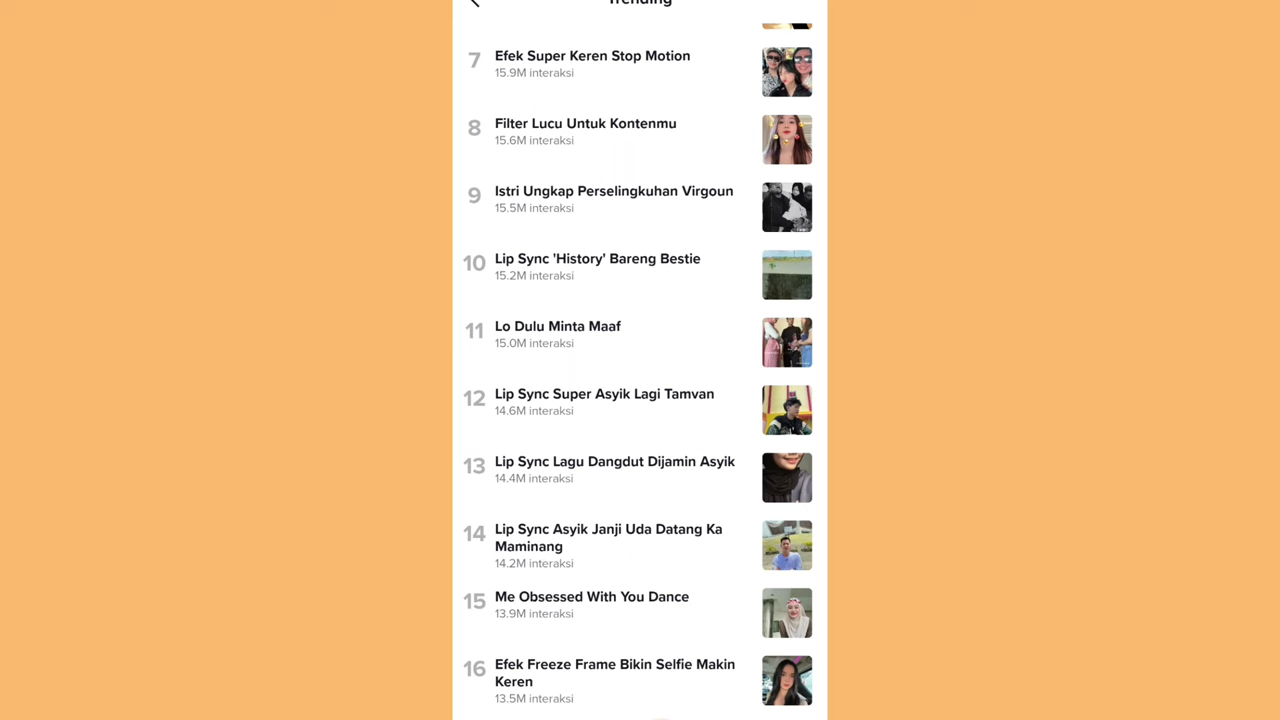 Trending
7
Efek Super Keren Stop Motion
15.9M interaksi
8
Filter Lucu Untuk Kontenmu
15.6M interaksi
9
Istri Ungkap Perselingkuhan Virgoun
15.5M interaksi
10
Lip Sync 'History' Bareng Bestie
15.2M interaksi
11
Lo Dulu Minta Maaf
15.0M interaksi
12
Lip Sync Super Asyik Lagi Tamvan
14.6M interaksi
13
Lip Sync Lagu Dangdut Dijamin Asyik
14.4M interaksi
14
Lip Sync Asyik Janji Uda Datang Ka
Maminang
14.2M interaksi
15
Me Obsessed With You Dance
13.9M interaksi
16
Efek Freeze Frame Bikin Selfie Makin
Keren
13.5M interaksi